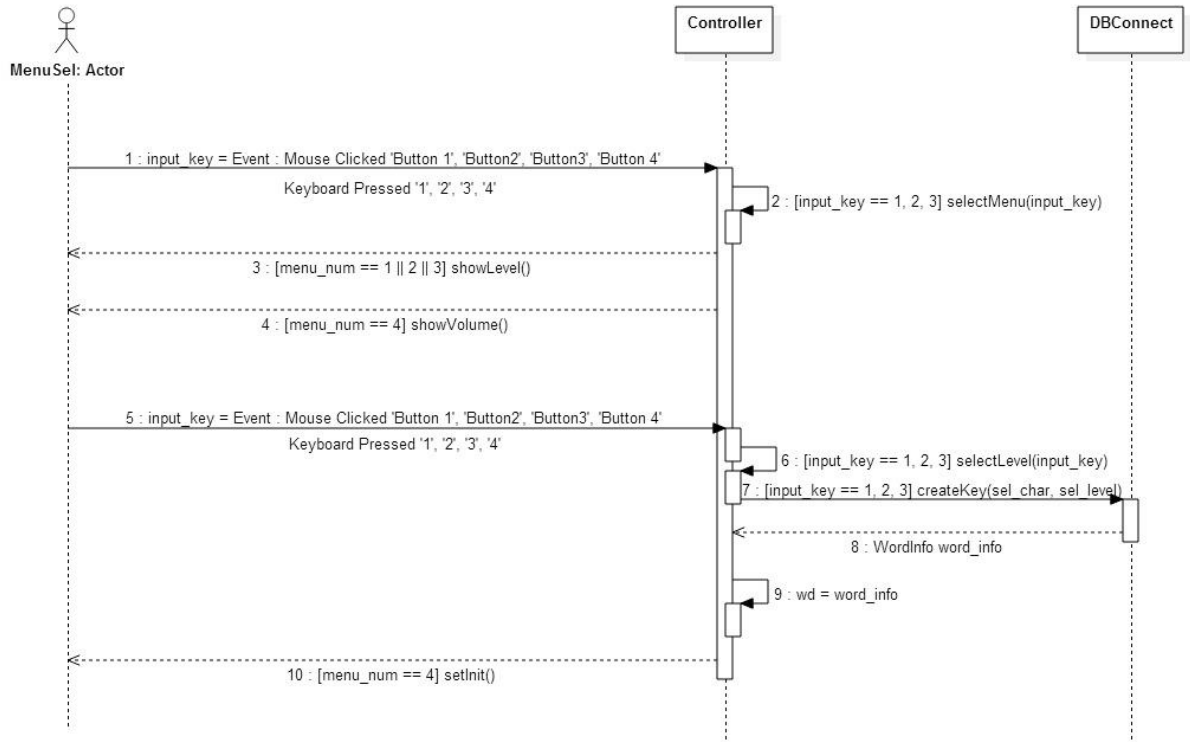 Controller
DBConnect
MenuSel: Actor
1 : input_key = Event : Mouse Clicked 'Button 1', 'Button2', 'Button3', 'Button 4'
Keyboard Pressed '1', '2', '3', '4'
2 : [input_key == 1, 2, 3] selectMenu(input_key)
3 : [menu_num == 1 || 2 || 3] showLevel()
4 : [menu_num == 4] showVolume()
5 : input_key = Event : Mouse Clicked 'Button 1', 'Button2', 'Button3', 'Button 4'
Keyboard Pressed '1', '2', '3', '4'
6 : [input_key == 1, 2, 3] selectLevel(input_key)
7 : [input_key == 1, 2, 3] createKey(sel_char, sel_level)
8 : WordInfo word_info
9 : wd = word_info
10 : [menu_num == 4] setInit()